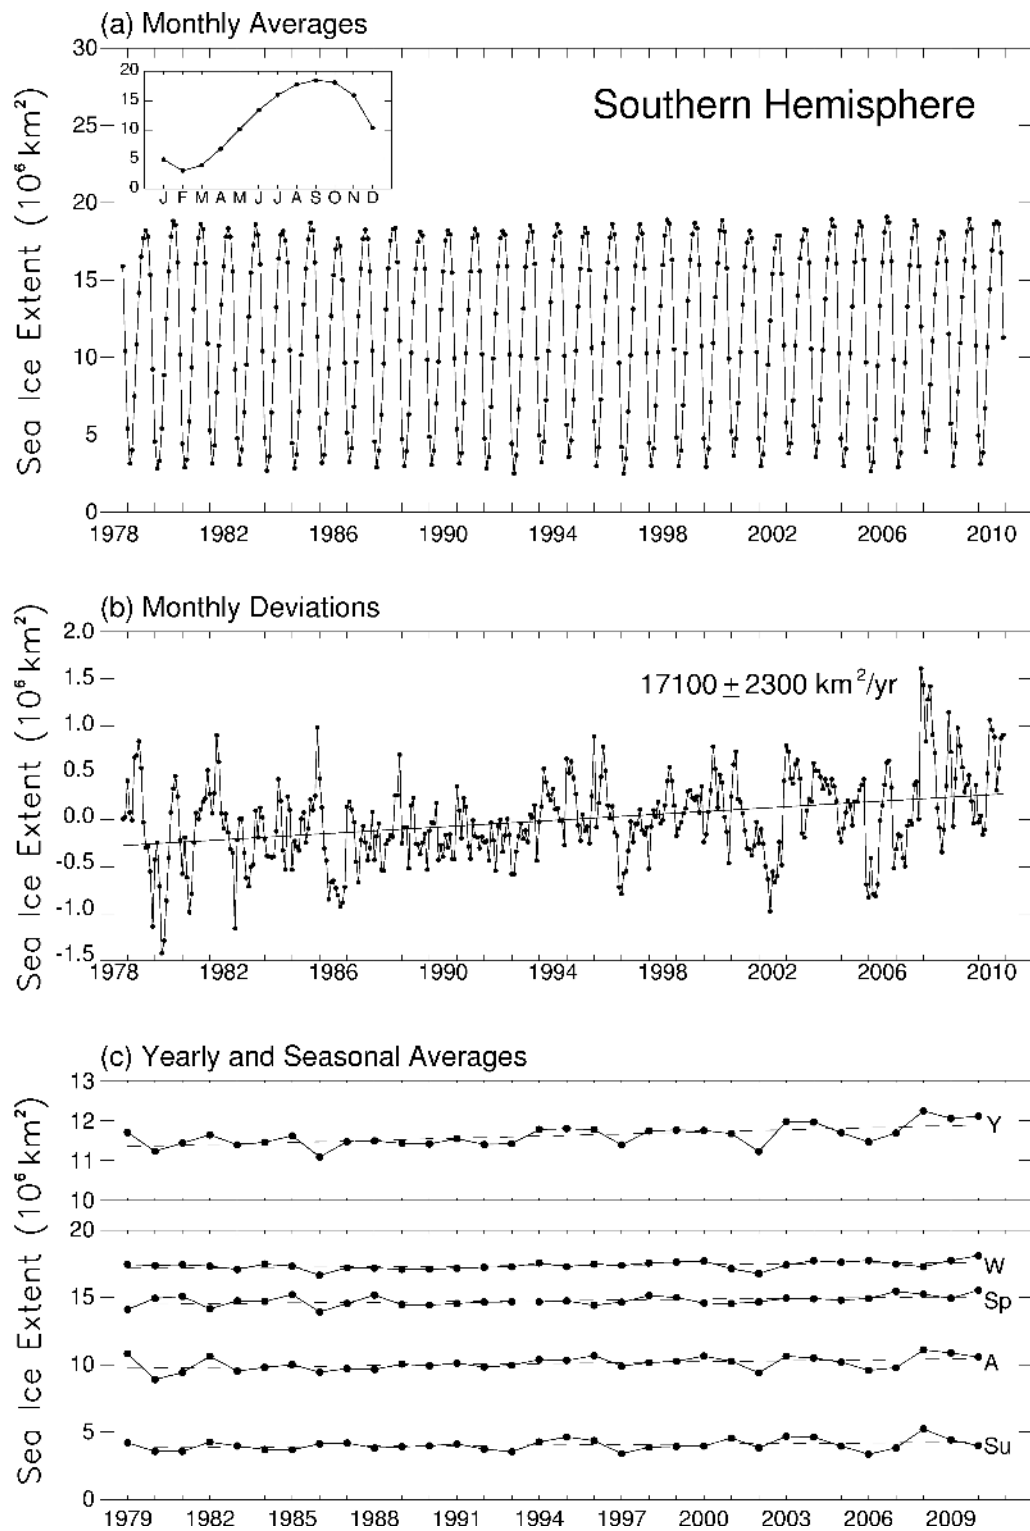 (a) Monthly Averages
Southern Hemisphere
Sea Ice Extent (10⁶ km²)
30
25
20
15
10
5
0
20
15
10
5
0
J F M A M J J A S O N D
1978 1982 1986 1990 1994 1998 2002 2006 2010
(b) Monthly Deviations
17100 ± 2300 km²/yr
Sea Ice Extent (10⁶ km²)
2.0
1.5
1.0
0.5
0.0
-0.5
-1.0
-1.5
1978 1982 1986 1990 1994 1998 2002 2006 2010
(c) Yearly and Seasonal Averages
Sea Ice Extent (10⁶ km²)
13
12
11
10
Y
20
15
10
5
0
W
Sp
A
Su
1979 1982 1985 1988 1991 1994 1997 2000 2003 2006 2009